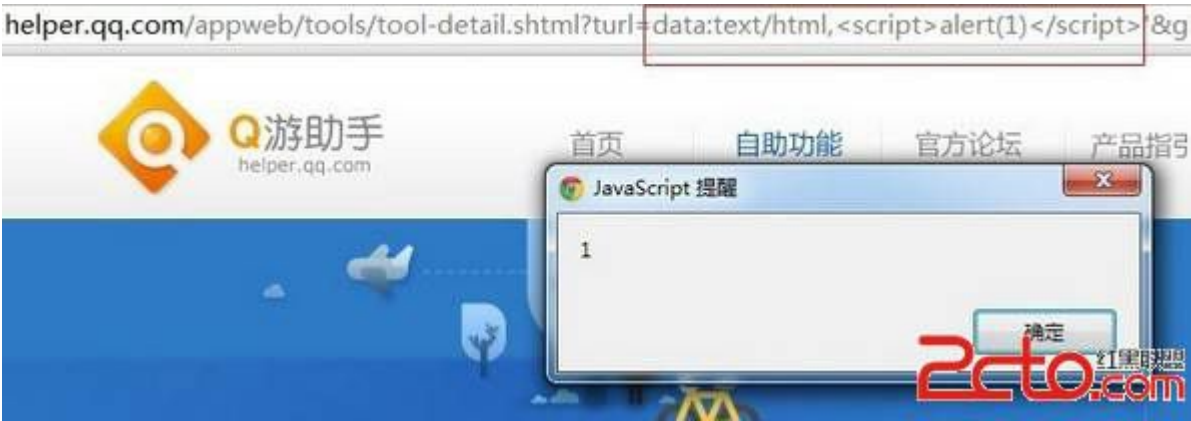 helper.qq.com/appweb/tools/tool-detail.shtml?turl=data:text/html,<script>alert(1)</script>'&g
Q游助手
helper.qq.com
首页 自助功能 官方论坛 产品指引
JavaScript 提醒
1
确定
2cto.com
红黑联盟